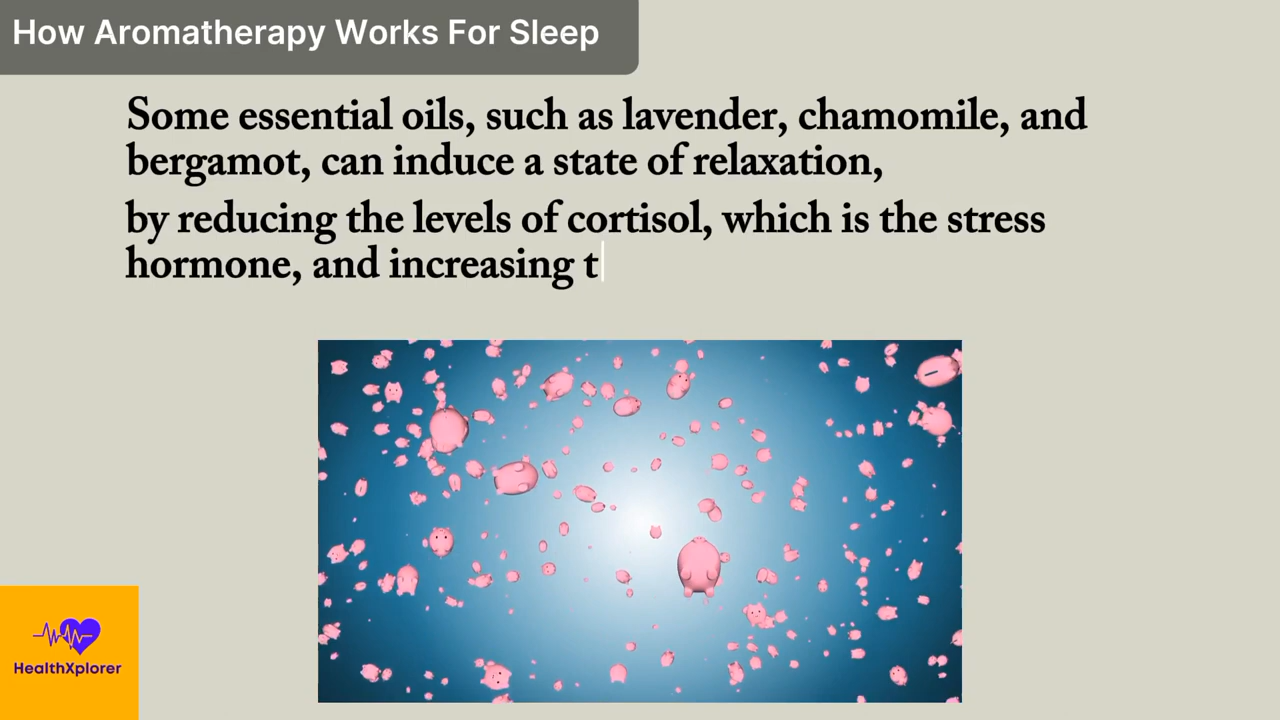 How Aromatherapy Works For Sleep
Some essential oils, such as lavender, chamomile, and
bergamot, can induce a state of relaxation,
by reducing the levels of cortisol, which is the stress
hormone, and increasing t
HealthXplorer